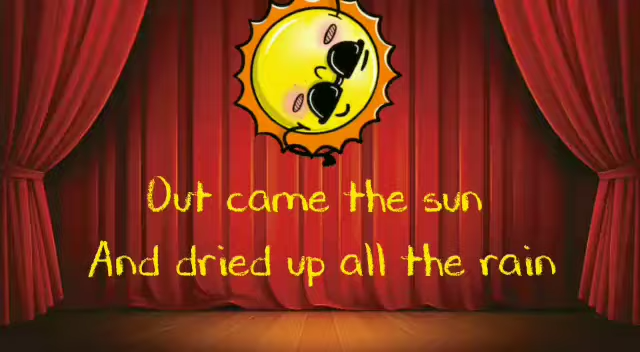 Out came the sun
And dried up all the rain